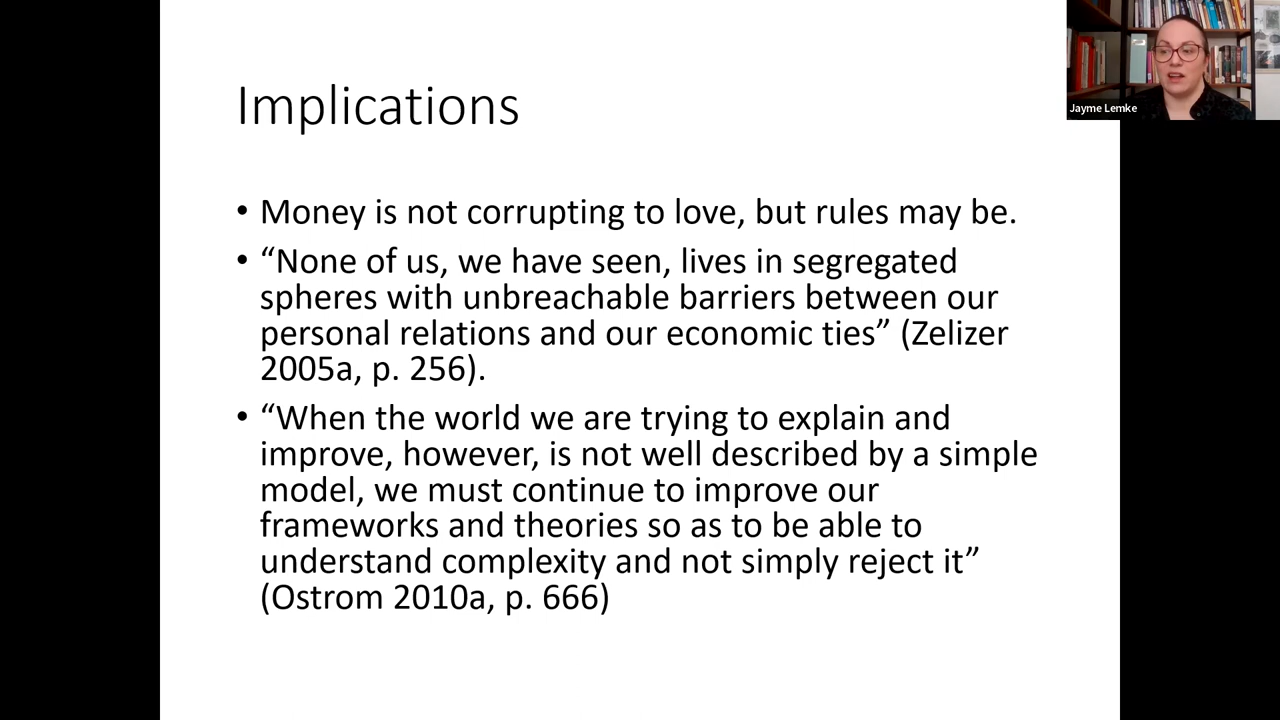 Implications
• Money is not corrupting to love, but rules may be.
• “None of us, we have seen, lives in segregated
spheres with unbreachable barriers between our
personal relations and our economic ties” (Zelizer
2005a, p. 256).
• “When the world we are trying to explain and
improve, however, is not well described by a simple
model, we must continue to improve our
frameworks and theories so as to be able to
understand complexity and not simply reject it”
(Ostrom 2010a, p. 666)
Jayme Lemke